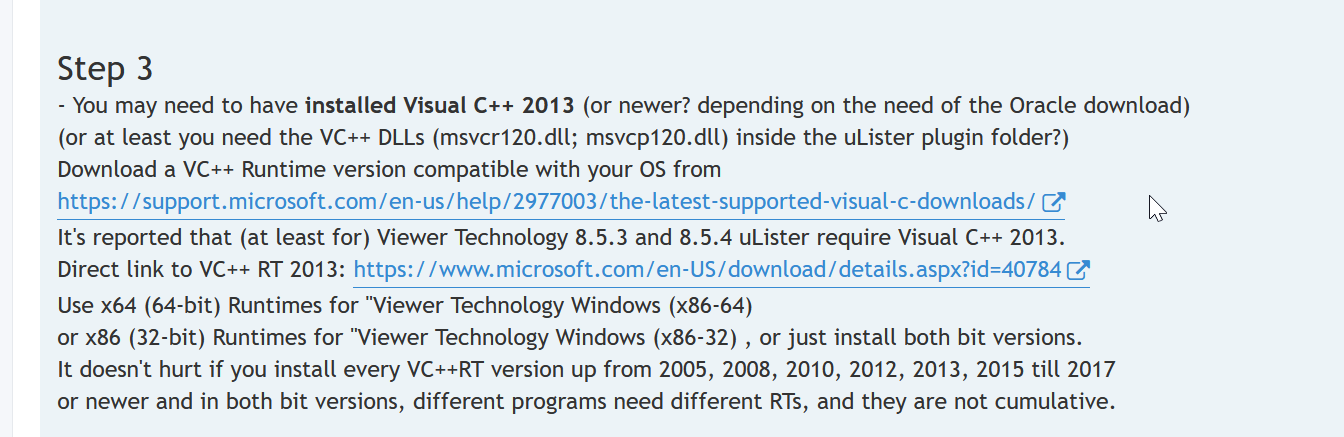 Step 3
- You may need to have installed Visual C++ 2013 (or newer? depending on the need of the Oracle download)
(or at least you need the VC++ DLLs (msvcr120.dll; msvcp120.dll) inside the uLister plugin folder?)
Download a VC++ Runtime version compatible with your OS from
https://support.microsoft.com/en-us/help/2977003/the-latest-supported-visual-c-downloads/
It's reported that (at least for) Viewer Technology 8.5.3 and 8.5.4 uLister require Visual C++ 2013.
Direct link to VC++ RT 2013: https://www.microsoft.com/en-US/download/details.aspx?id=40784
Use x64 (64-bit) Runtimes for "Viewer Technology Windows (x86-64)
or x86 (32-bit) Runtimes for "Viewer Technology Windows (x86-32) , or just install both bit versions.
It doesn't hurt if you install every VC++RT version up from 2005, 2008, 2010, 2012, 2013, 2015 till 2017
or newer and in both bit versions, different programs need different RTs, and they are not cumulative.